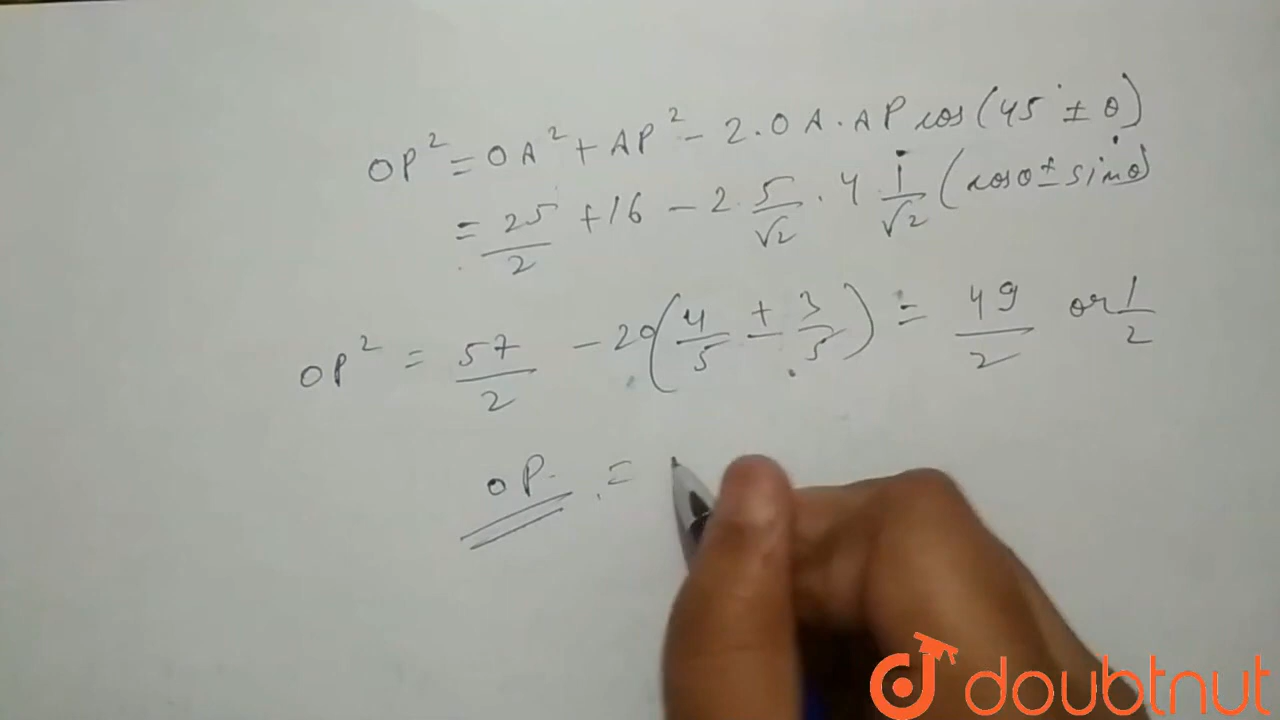 OP² = OA² + AP² - 2.OA.AP cos(45° ± θ)
= 25/2 + 16 - 2.5/√2 . 4 1/√2 (cosθ ± sinθ)
OP² = 57/2 - 20(4/5 ± 3/5) = 49/2 or 1/2
OP. =
doubtnut